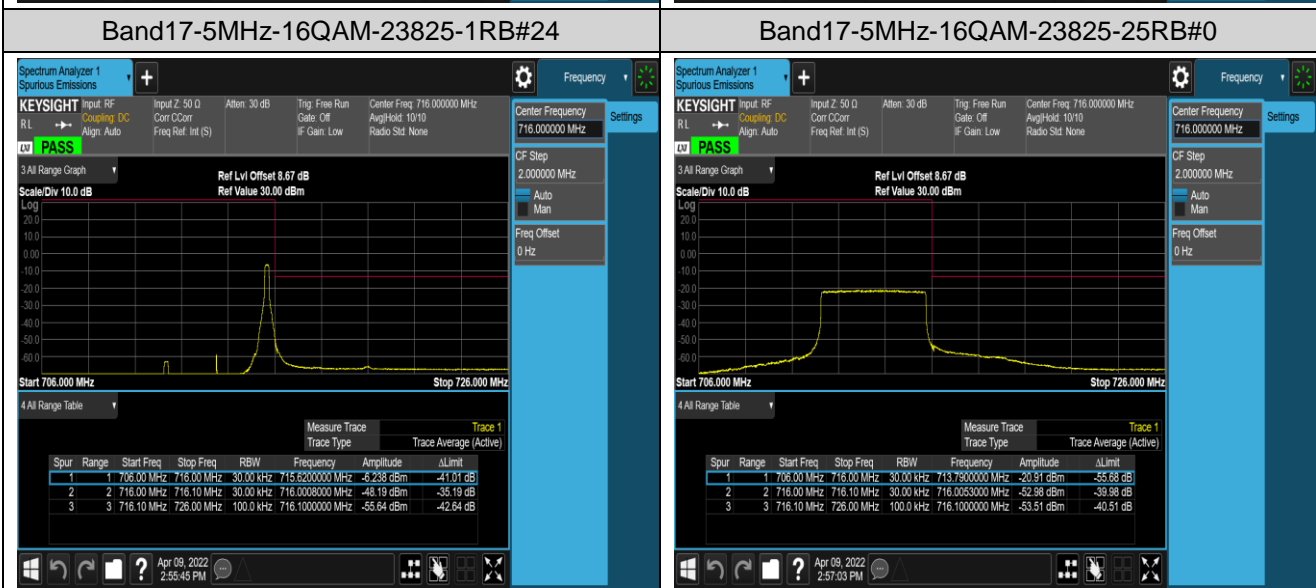 Band17-5MHz-16QAM-23825-1RB#24
Spectrum Analyzer 1
Spurious Emissions
Frequency
KEYSIGHT Input: RF Input Z: 50 Ω Atten: 30 dB Trig: Free Run Center Freq: 716.000000 MHz
RL Coupling: DC Corr CCorr Gate: Off Avg|Hold: 10/10
Align: Auto Freq Ref: Int (S) IF Gain: Low Radio Std: None
LXI PASS
3 All Range Graph
Ref Lvl Offset 8.67 dB
Scale/Div 10.0 dB Ref Value 30.00 dBm
Log
20.0
10.0
0.00
-10.0
-20.0
-30.0
-40.0
-50.0
-60.0
Start 706.000 MHz Stop 726.000 MHz
4 All Range Table
Measure Trace Trace 1
Trace Type Trace Average (Active)
Spur Range Start Freq Stop Freq RBW Frequency Amplitude ΔLimit
1 1 706.00 MHz 716.00 MHz 30.00 kHz 715.6200000 MHz -6.238 dBm -41.01 dB
2 2 716.00 MHz 716.10 MHz 30.00 kHz 716.0008000 MHz -48.19 dBm -35.19 dB
3 3 716.10 MHz 726.00 MHz 100.0 kHz 716.1000000 MHz -55.64 dBm -42.64 dB
Center Frequency
716.000000 MHz
Settings
CF Step
2.000000 MHz
Auto
Man
Freq Offset
0 Hz
?
Apr 09, 2022
2:55:45 PM
Band17-5MHz-16QAM-23825-25RB#0
Spectrum Analyzer 1
Spurious Emissions
Frequency
KEYSIGHT Input: RF Input Z: 50 Ω Atten: 30 dB Trig: Free Run Center Freq: 716.000000 MHz
RL Coupling: DC Corr CCorr Gate: Off Avg|Hold: 10/10
Align: Auto Freq Ref: Int (S) IF Gain: Low Radio Std: None
LXI PASS
3 All Range Graph
Ref Lvl Offset 8.67 dB
Scale/Div 10.0 dB Ref Value 30.00 dBm
Log
20.0
10.0
0.00
-10.0
-20.0
-30.0
-40.0
-50.0
-60.0
Start 706.000 MHz Stop 726.000 MHz
4 All Range Table
Measure Trace Trace 1
Trace Type Trace Average (Active)
Spur Range Start Freq Stop Freq RBW Frequency Amplitude ΔLimit
1 1 706.00 MHz 716.00 MHz 30.00 kHz 713.7900000 MHz -20.91 dBm -55.68 dB
2 2 716.00 MHz 716.10 MHz 30.00 kHz 716.0053000 MHz -52.98 dBm -39.98 dB
3 3 716.10 MHz 726.00 MHz 100.0 kHz 716.1000000 MHz -53.51 dBm -40.51 dB
Center Frequency
716.000000 MHz
Settings
CF Step
2.000000 MHz
Auto
Man
Freq Offset
0 Hz
?
Apr 09, 2022
2:57:03 PM